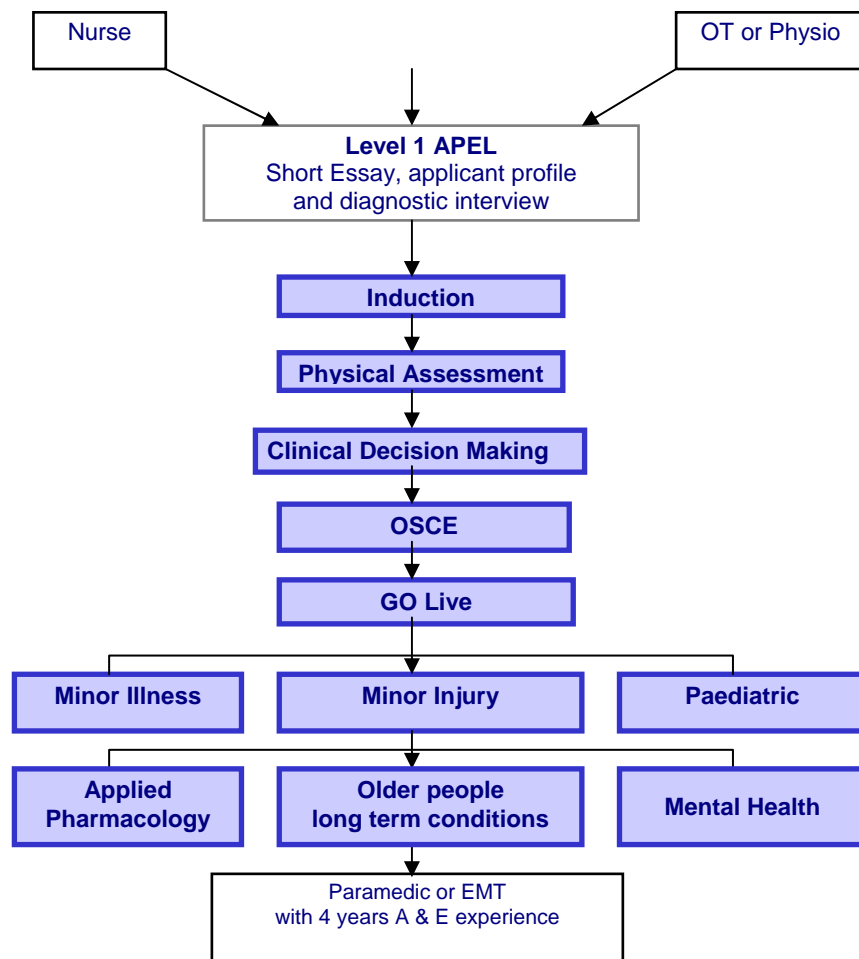 Nurse
OT or Physio
Level 1 APEL
Short Essay, applicant profile
and diagnostic interview
Induction
Physical Assessment
Clinical Decision Making
OSCE
GO Live
Minor Illness
Minor Injury
Paediatric
Applied
Pharmacology
Older people
long term conditions
Mental Health
Paramedic or EMT
with 4 years A & E experience